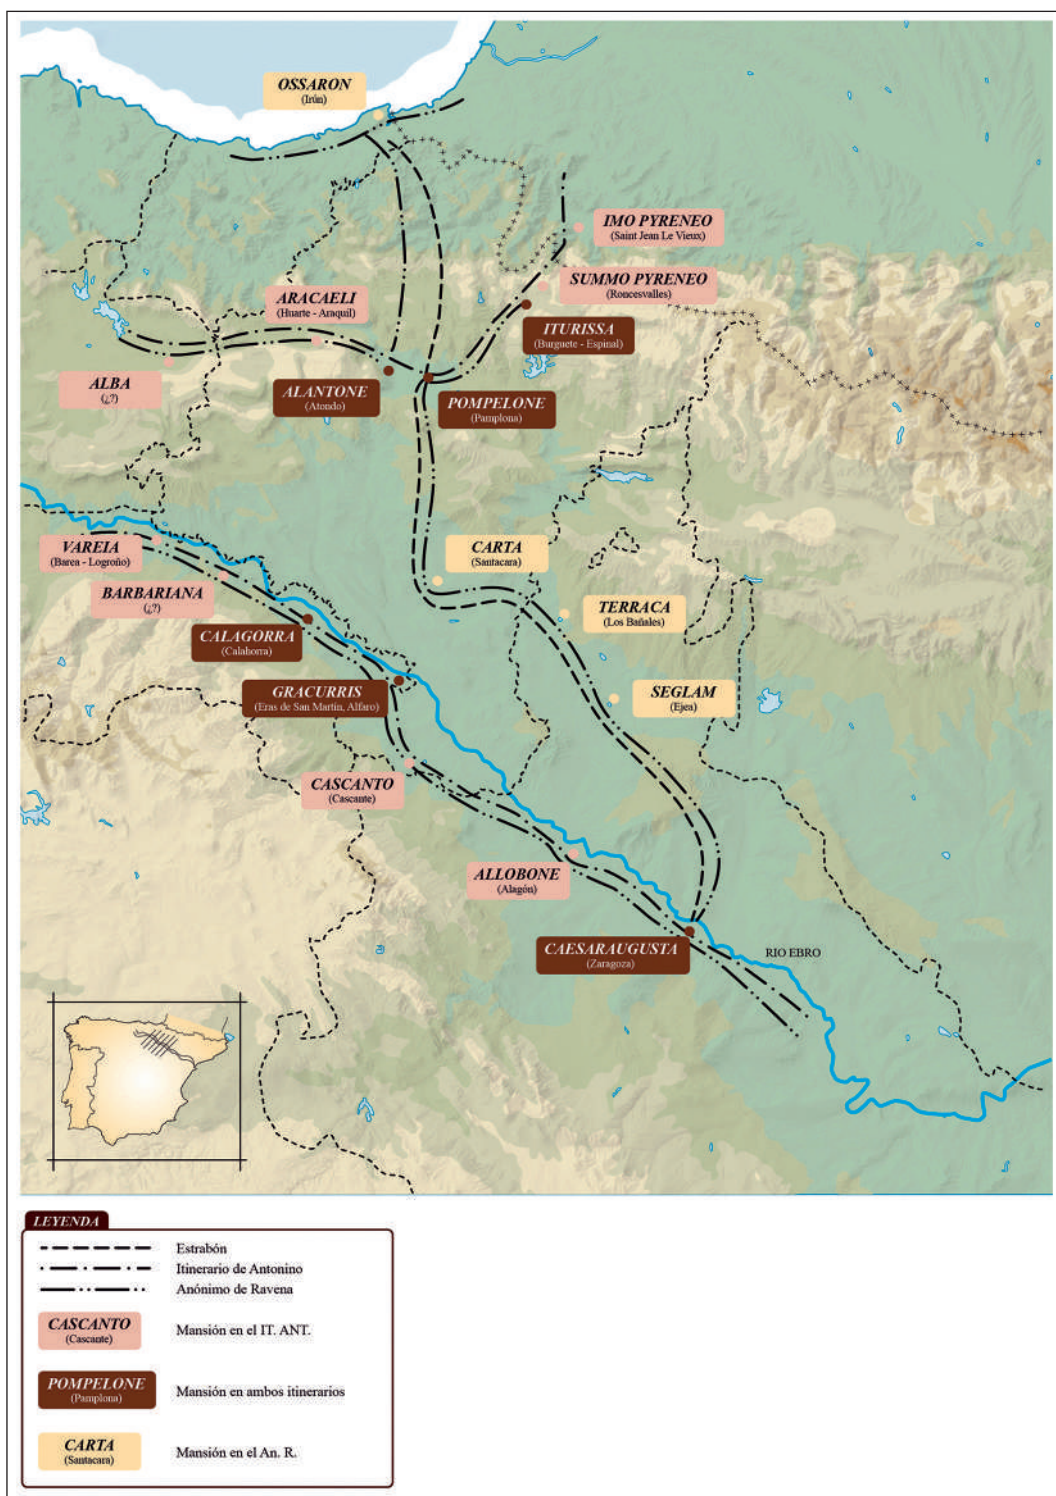 OSSARON
(Irún)
IMO PYRENEO
(Saint Jean Le Vieux)
SUMMO PYRENEO
(Roncesvalles)
ARACAELI
(Huarte - Araquil)
ITURISSA
(Burguete - Espinal)
ALBA
(¿?)
ALANTONE
(Atondo)
POMPELONE
(Pamplona)
CARTA
(Santacara)
VAREIA
(Barea - Logroño)
BARBARIANA
(¿?)
TERRACA
(Los Bañales)
CALAGORRA
(Calahorra)
GRACURRIS
(Eras de San Martín, Alfaro)
SEGLAM
(Ejea)
CASCANTO
(Cascante)
ALLOBONE
(Alagón)
CAESARAUGUSTA
(Zaragoza)
RIO EBRO
LEYENDA
Estrabón
Itinerario de Antonino
Anónimo de Ravena
CASCANTO
(Cascante)
Mansión en el IT. ANT.
POMPELONE
(Pamplona)
Mansión en ambos itinerarios
CARTA
(Santacara)
Mansión en el An. R.